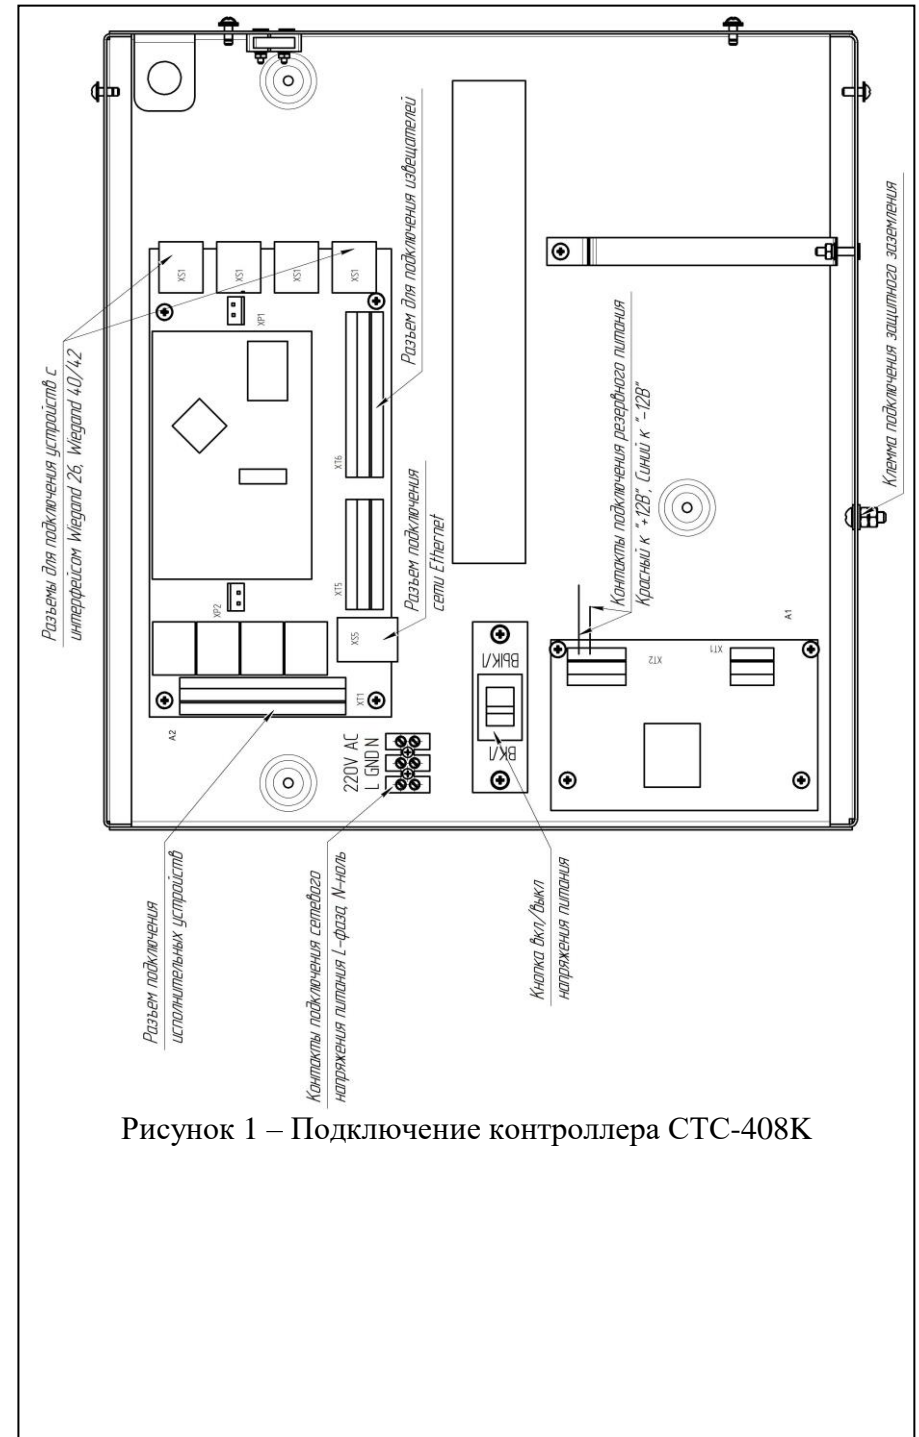 Разъемы для подключения устройств с
интерфейсом Wiegand 26, Wiegand 40/42
Разъем для подключения извещателей
Разъем подключения
сети Ethernet
Контакты подключения резервного питания
Красный к "+12В", Синий к "-12В"
Клемма подключения защитного заземления
XS1
XS1
XS1
XS1
XP1
XT6
XT5
XP2
XS5
XT1
A2
220V AC
L GND N
ВЫКЛ
ВКЛ
XT2
XT1
A1
Разъем подключения
исполнительных устройств
Контакты подключения сетевого
напряжения питания L-фаза, N-ноль
Кнопка вкл/выкл
напряжения питания
Рисунок 1 – Подключение контроллера СТС-408К